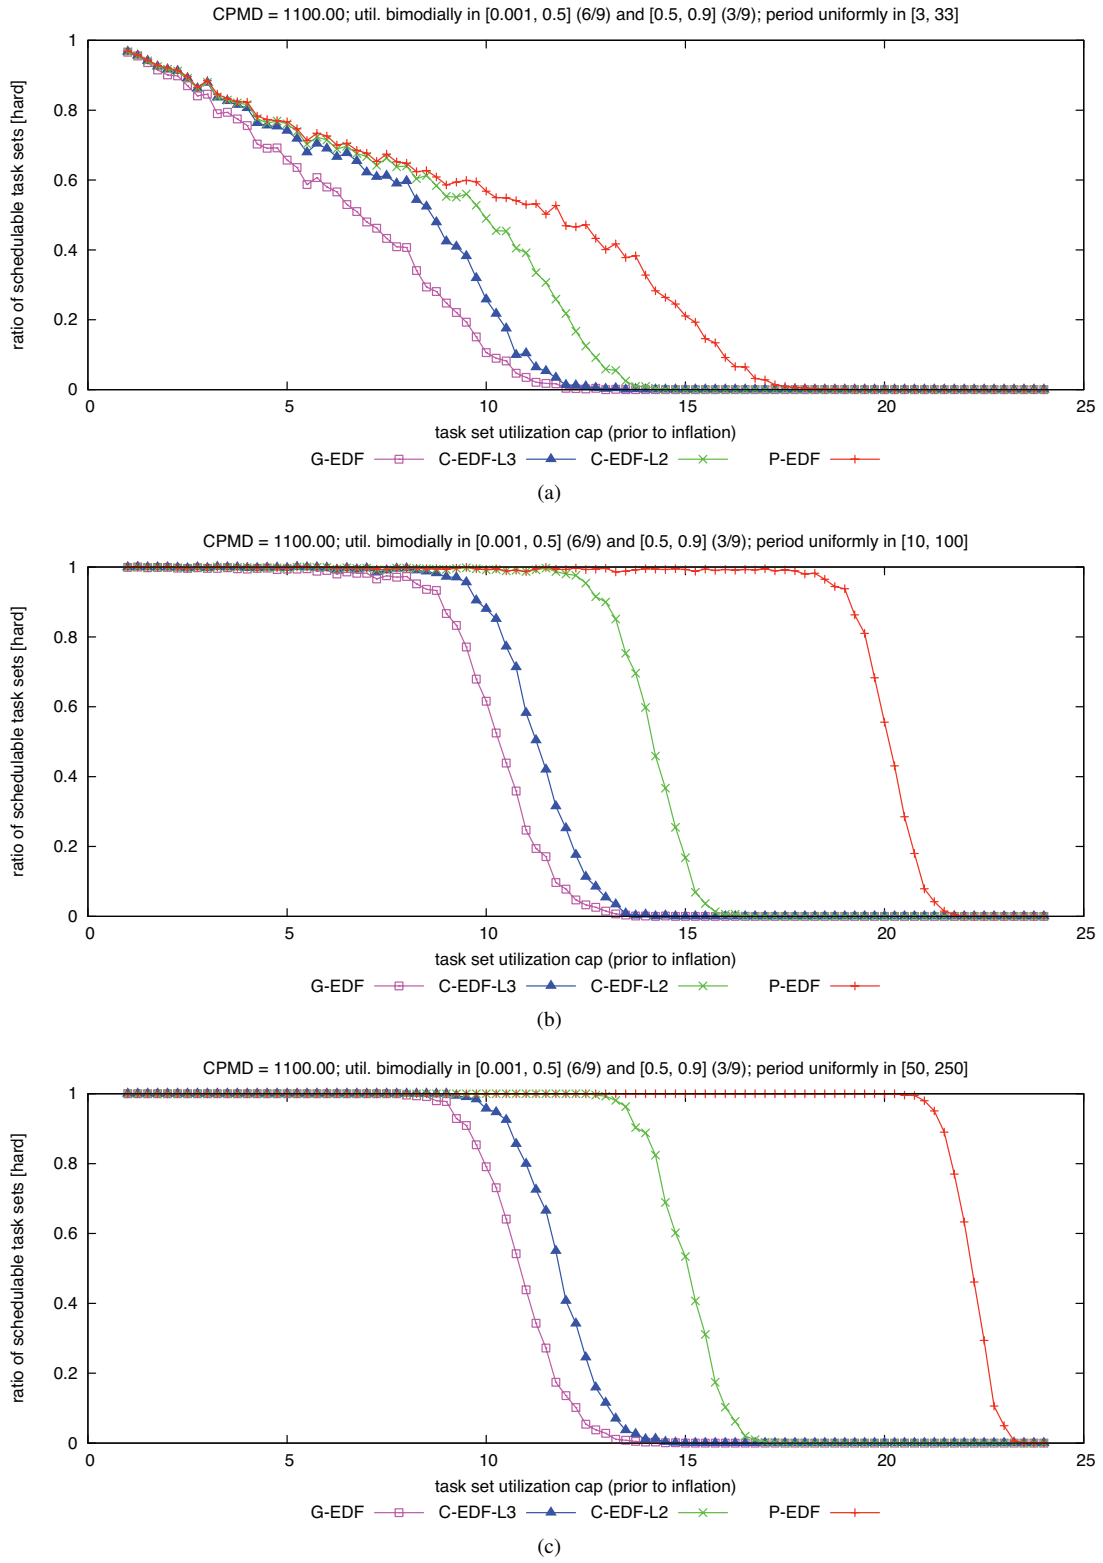 CPMD = 1100.00; util. bimodially in [0.001, 0.5] (6/9) and [0.5, 0.9] (3/9); period uniformly in [3, 33]
ratio of schedulable task sets [hard]
1
0.8
0.6
0.4
0.2
0
0 5 10 15 20 25
task set utilization cap (prior to inflation)
G-EDF C-EDF-L3 C-EDF-L2 P-EDF
(a)
CPMD = 1100.00; util. bimodially in [0.001, 0.5] (6/9) and [0.5, 0.9] (3/9); period uniformly in [10, 100]
ratio of schedulable task sets [hard]
1
0.8
0.6
0.4
0.2
0
0 5 10 15 20 25
task set utilization cap (prior to inflation)
G-EDF C-EDF-L3 C-EDF-L2 P-EDF
(b)
CPMD = 1100.00; util. bimodially in [0.001, 0.5] (6/9) and [0.5, 0.9] (3/9); period uniformly in [50, 250]
ratio of schedulable task sets [hard]
1
0.8
0.6
0.4
0.2
0
0 5 10 15 20 25
task set utilization cap (prior to inflation)
G-EDF C-EDF-L3 C-EDF-L2 P-EDF
(c)